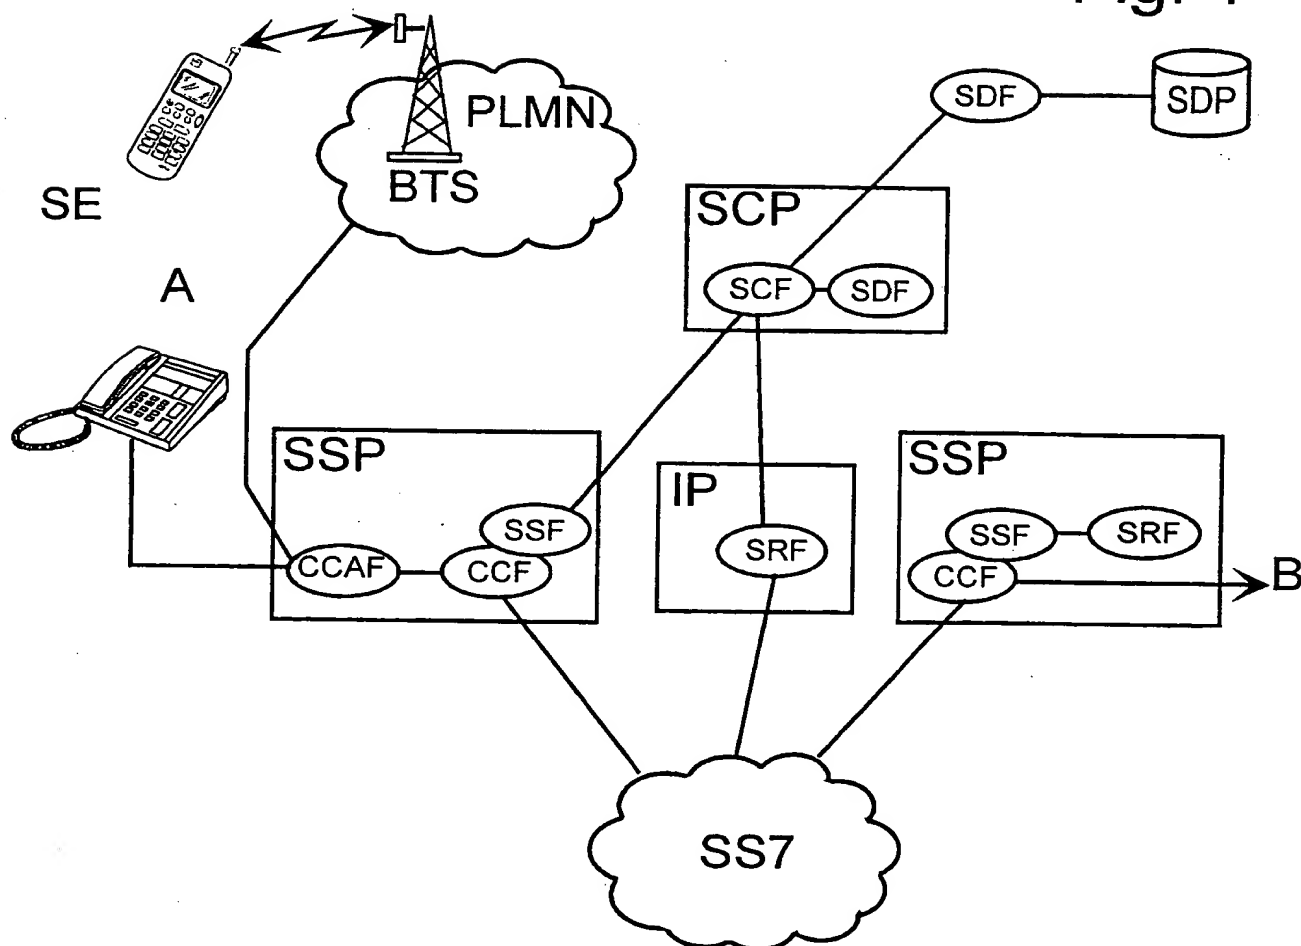 PLMN
SDF
SDP
BTS
SE
SCP
A
SCF
SDF
SSP
SSP
IP
SSF
SSF
SRF
SRF
CCAF
CCF
CCF
B
SS7